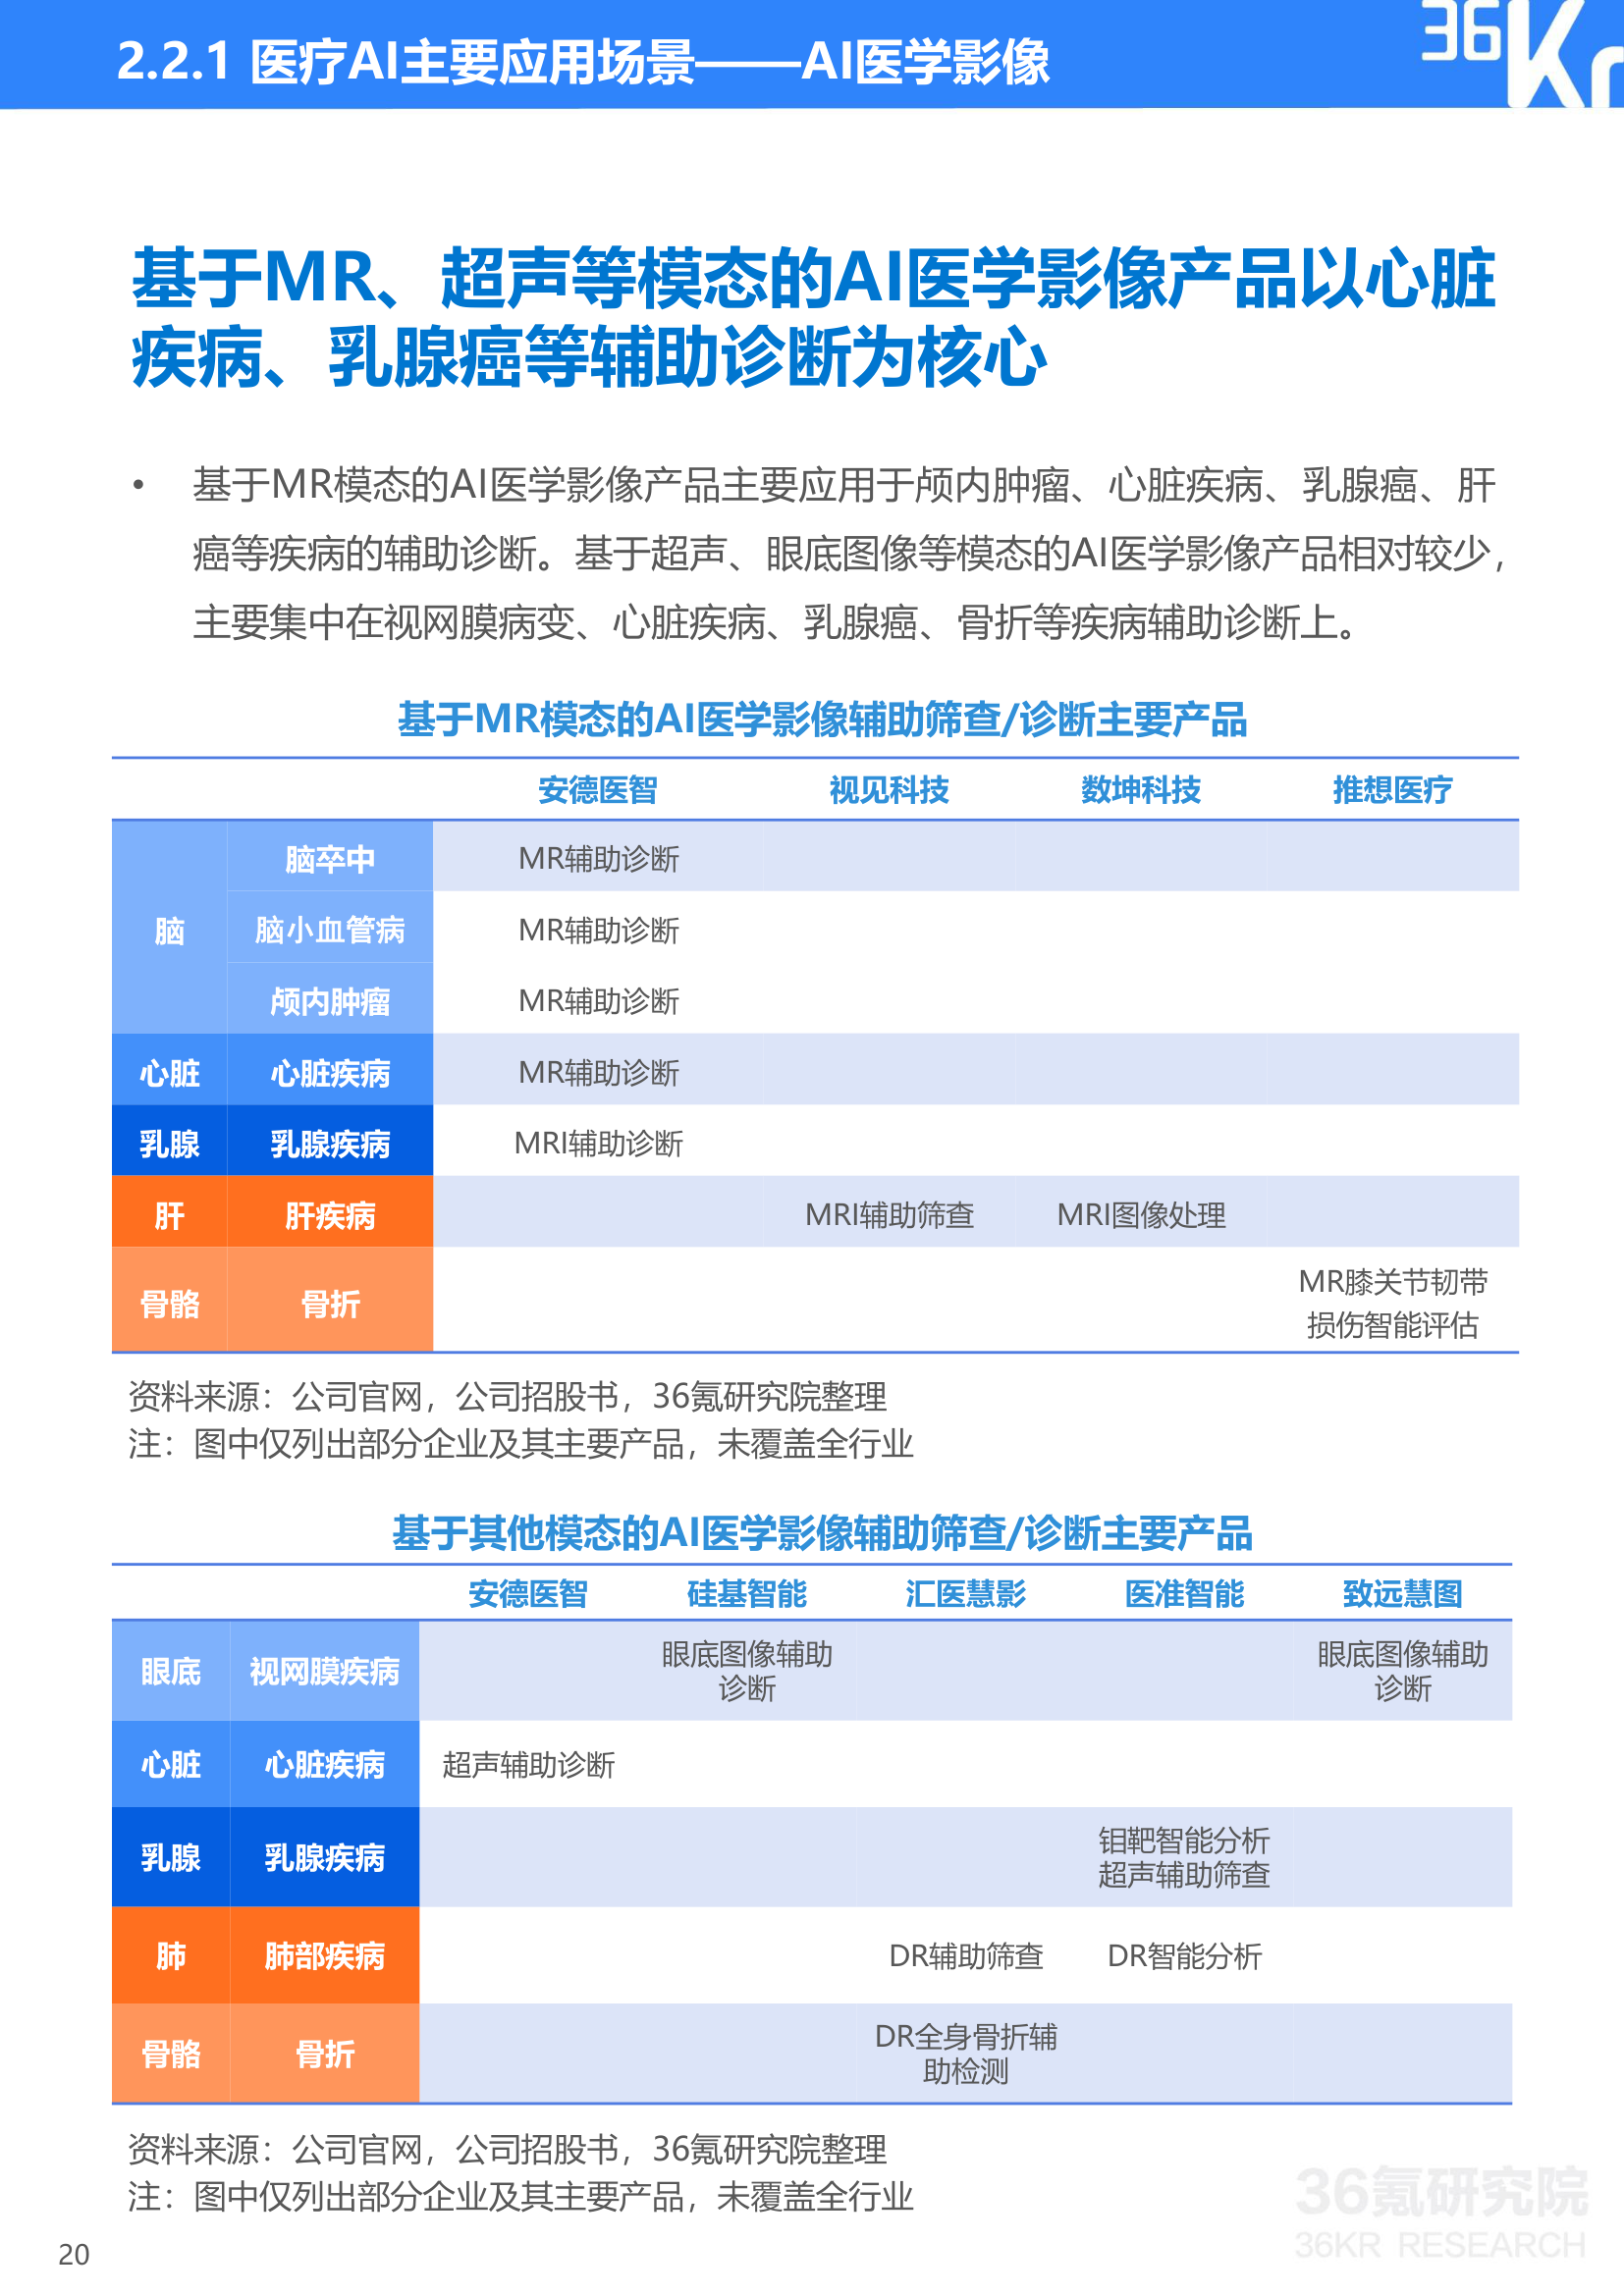 2.2.1 医疗AI主要应用场景——AI医学影像
36Kr
基于MR、超声等模态的AI医学影像产品以心脏
疾病、乳腺癌等辅助诊断为核心
• 基于MR模态的AI医学影像产品主要应用于颅内肿瘤、心脏疾病、乳腺癌、肝
癌等疾病的辅助诊断。基于超声、眼底图像等模态的AI医学影像产品相对较少，
主要集中在视网膜病变、心脏疾病、乳腺癌、骨折等疾病辅助诊断上。
基于MR模态的AI医学影像辅助筛查/诊断主要产品
安德医智 视见科技 数坤科技 推想医疗
脑
脑卒中 MR辅助诊断
脑小血管病 MR辅助诊断
颅内肿瘤 MR辅助诊断
心脏 心脏疾病 MR辅助诊断
乳腺 乳腺疾病 MRI辅助诊断
肝 肝疾病 MRI辅助筛查 MRI图像处理
骨骼 骨折 MR膝关节韧带
损伤智能评估
资料来源：公司官网，公司招股书，36氪研究院整理
注：图中仅列出部分企业及其主要产品，未覆盖全行业
基于其他模态的AI医学影像辅助筛查/诊断主要产品
安德医智 硅基智能 汇医慧影 医准智能 致远慧图
眼底 视网膜疾病 眼底图像辅助
诊断 眼底图像辅助
诊断
心脏 心脏疾病 超声辅助诊断
乳腺 乳腺疾病 钼靶智能分析
超声辅助筛查
肺 肺部疾病 DR辅助筛查 DR智能分析
骨骼 骨折 DR全身骨折辅
助检测
资料来源：公司官网，公司招股书，36氪研究院整理
注：图中仅列出部分企业及其主要产品，未覆盖全行业
36氪研究院
36KR RESEARCH
20